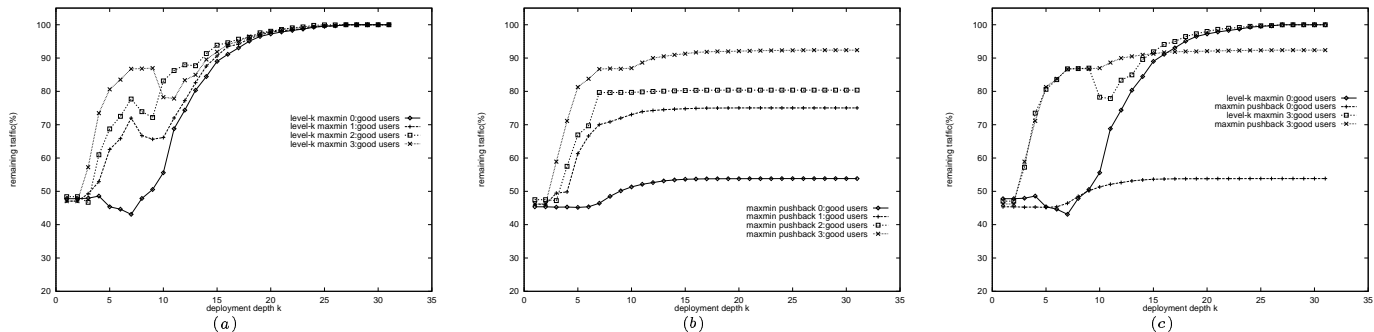 100
90
80
70
60
50
40
30
20
0
5
10
15
20
25
30
35
remaining traffic(%)
deployment depth k
level-k maxmin 0:good users
level-k maxmin 1:good users
level-k maxmin 2:good users
level-k maxmin 3:good users
(a)
100
90
80
70
60
50
40
30
20
0
5
10
15
20
25
30
35
remaining traffic(%)
deployment depth k
maxmin pushback 0:good users
maxmin pushback 1:good users
maxmin pushback 2:good users
maxmin pushback 3:good users
(b)
100
90
80
70
60
50
40
30
20
0
5
10
15
20
25
30
35
remaining traffic(%)
deployment depth k
level-k maxmin 0:good users
maxmin pushback 0:good users
level-k maxmin 3:good users
maxmin pushback 3:good users
(c)